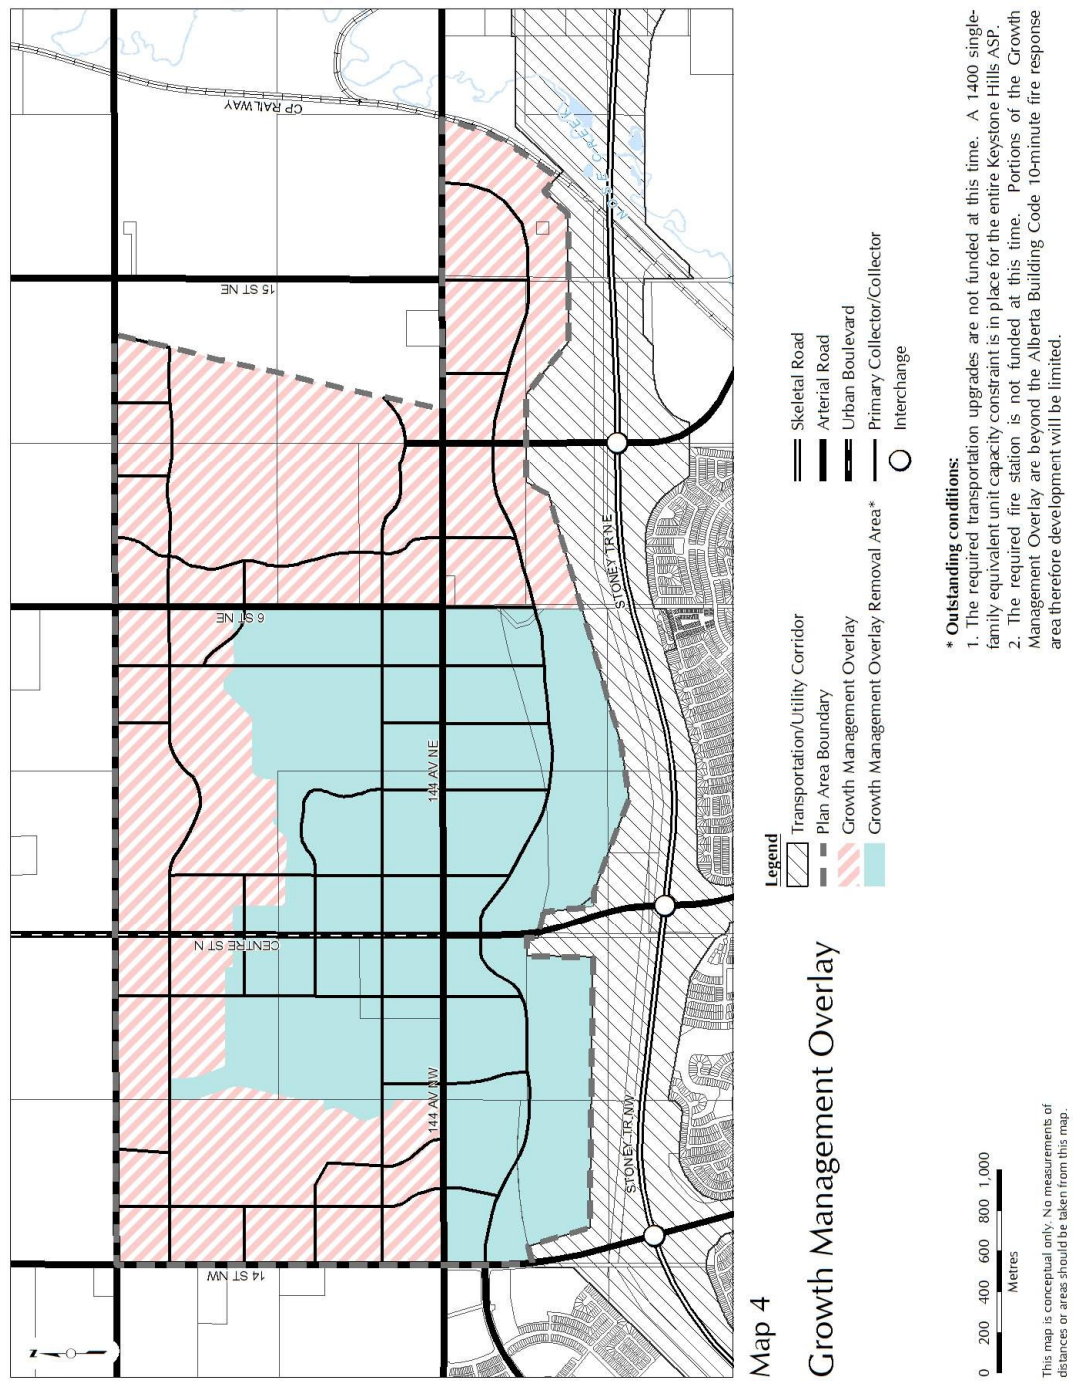 N
CP RAILWAY
NOSE CREEK
15 ST NE
6 ST NE
CENTRE ST N
14 ST NW
144 AV NW
144 AV NE
STONEY TR NW
STONEY TR NE
Map 4
Growth Management Overlay
Legend
Transportation/Utility Corridor
Plan Area Boundary
Growth Management Overlay
Growth Management Overlay Removal Area*
Skeletal Road
Arterial Road
Urban Boulevard
Primary Collector/Collector
Interchange
0 200 400 600 800 1,000
Metres
This map is conceptual only. No measurements of
distances or areas should be taken from this map.
* Outstanding conditions:
1. The required transportation upgrades are not funded at this time. A 1400 single-
family equivalent unit capacity constraint is in place for the entire Keystone Hills ASP.
2. The required fire station is not funded at this time. Portions of the Growth
Management Overlay are beyond the Alberta Building Code 10-minute fire response
area therefore development will be limited.